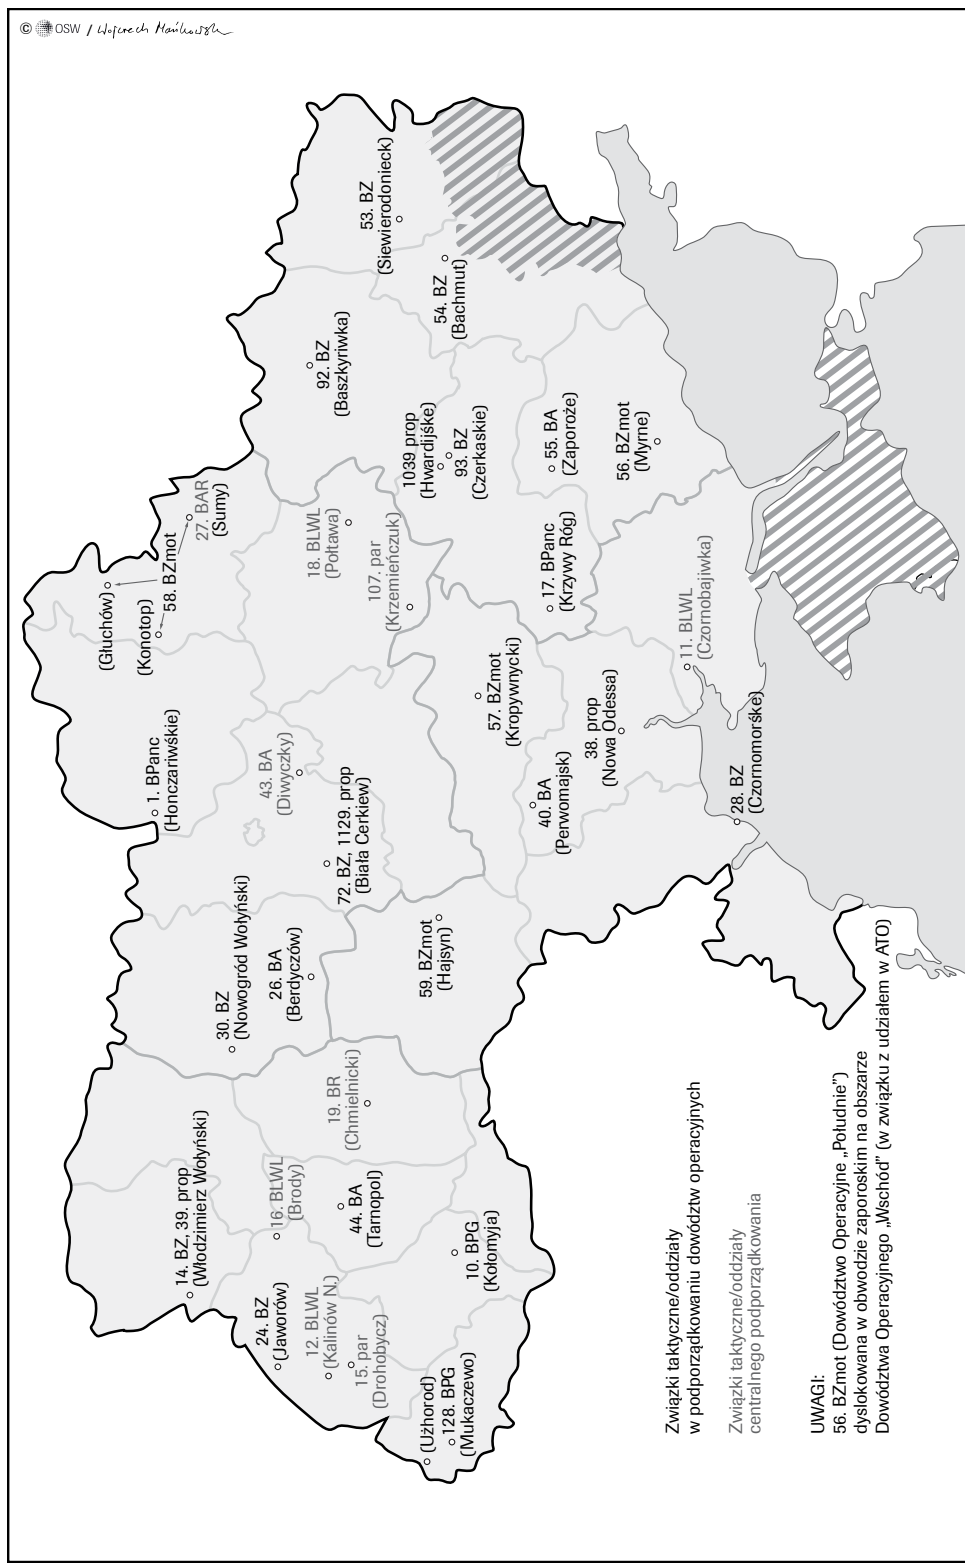 © OSW / Wojciech Mańkowski
(Głuchów)
(Konotop)
58. BZmot
27. BAR
(Sumy)
1. BPanc
(Honczariwśkie)
53. BZ
(Siewierodonieck)
92. BZ
(Baszkyriwka)
54. BZ
(Bachmut)
18. BLWL
(Połtawa)
107. par
(Krzemieńczuk)
1039 prop
(Hwardijśke)
93. BZ
(Czerkaskie)
43. BA
(Diwyczky)
72. BZ, 1129. prop
(Biała Cerkiew)
30. BZ
(Nowogród Wołyński)
26. BA
(Berdyczów)
14. BZ, 39. prop
(Włodzimierz Wołyński)
16. BLWL
(Brody)
24. BZ
(Jaworów)
12. BLWL
(Kalinów N.)
15. par
(Drohobycz)
19. BR
(Chmielnicki)
44. BA
(Tarnopol)
59. BZmot
(Hajsyn)
10. BPG
(Kołomyja)
(Użhorod)
128. BPG
(Mukaczewo)
57. BZmot
(Kropywnycki)
17. BPanc
(Krzywy Róg)
55. BA
(Zaporoże)
56. BZmot
(Myrne)
40. BA
(Perwomajsk)
38. prop
(Nowa Odessa)
11. BLWL
(Czornobajiwka)
28. BZ
(Czornomorśke)
Związki taktyczne/oddziały
w podporządkowaniu dowództw operacyjnych
Związki taktyczne/oddziały
centralnego podporządkowania
UWAGI:
56. BZmot (Dowództwo Operacyjne „Południe”)
dyslokowana w obwodzie zaporoskim na obszarze
Dowództwa Operacyjnego „Wschód” (w związku z udziałem w ATO)